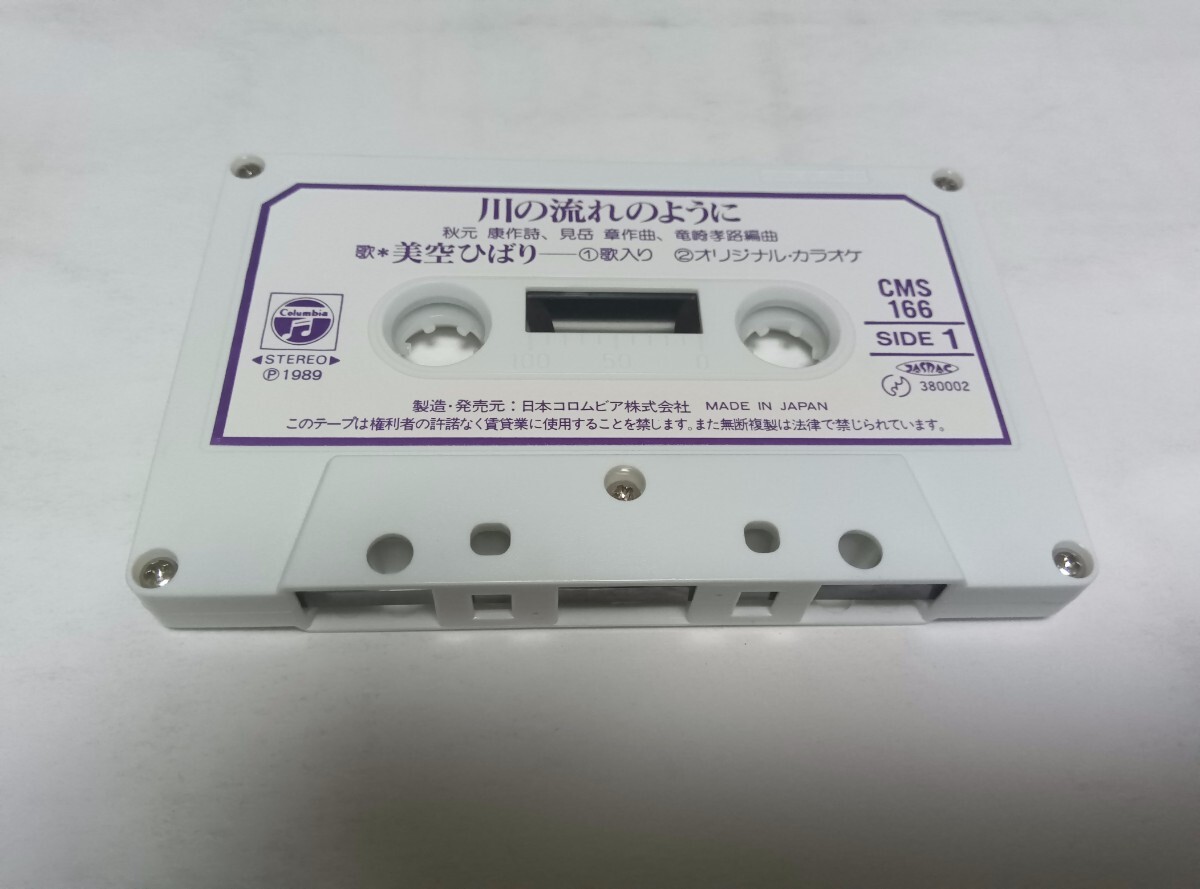 川の流れのように
秋元 康作詩、見岳 章作曲、竜崎孝路編曲
歌*美空ひばり――①歌入り ②オリジナル・カラオケ
Columbia
◀STEREO▶
Ⓟ1989
CMS
166
SIDE 1
JASRAC
380002
100 50
製造・発売元：日本コロムビア株式会社 MADE IN JAPAN
このテープは権利者の許諾なく賃貸業に使用することを禁します。また無断複製は法律で禁じられています。